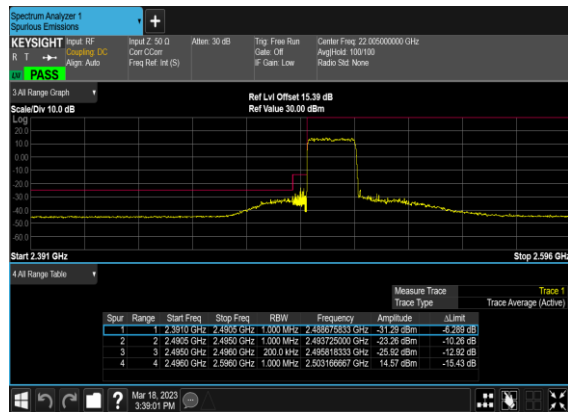 Spectrum Analyzer 1
Spurious Emissions
KEYSIGHT Input: RF Input Z: 50 Ω Atten: 30 dB Trig: Free Run Center Freq: 22.005000000 GHz
R T Coupling: DC Corr CCorr Gate: Off Avg|Hold: 100/100
Align: Auto Freq Ref: Int (S) IF Gain: Low Radio Std: None
LXI PASS
3 All Range Graph Ref Lvl Offset 15.39 dB
Scale/Div 10.0 dB Ref Value 30.00 dBm
Log
20.0
10.0
0.00
-10.0
-20.0
-30.0
-40.0
-50.0
-60.0
Start 2.391 GHz Stop 2.596 GHz
4 All Range Table
Measure Trace Trace 1
Trace Type Trace Average (Active)
Spur Range Start Freq Stop Freq RBW Frequency Amplitude ΔLimit
1 1 2.3910 GHz 2.4905 GHz 1.000 MHz 2.488675833 GHz -31.29 dBm -6.289 dB
2 2 2.4905 GHz 2.4950 GHz 1.000 MHz 2.493725000 GHz -23.26 dBm -10.26 dB
3 3 2.4950 GHz 2.4960 GHz 200.0 kHz 2.495818333 GHz -25.92 dBm -12.92 dB
4 4 2.4960 GHz 2.5960 GHz 1.000 MHz 2.503166667 GHz 14.57 dBm -15.43 dB
? Mar 18, 2023
3:39:01 PM